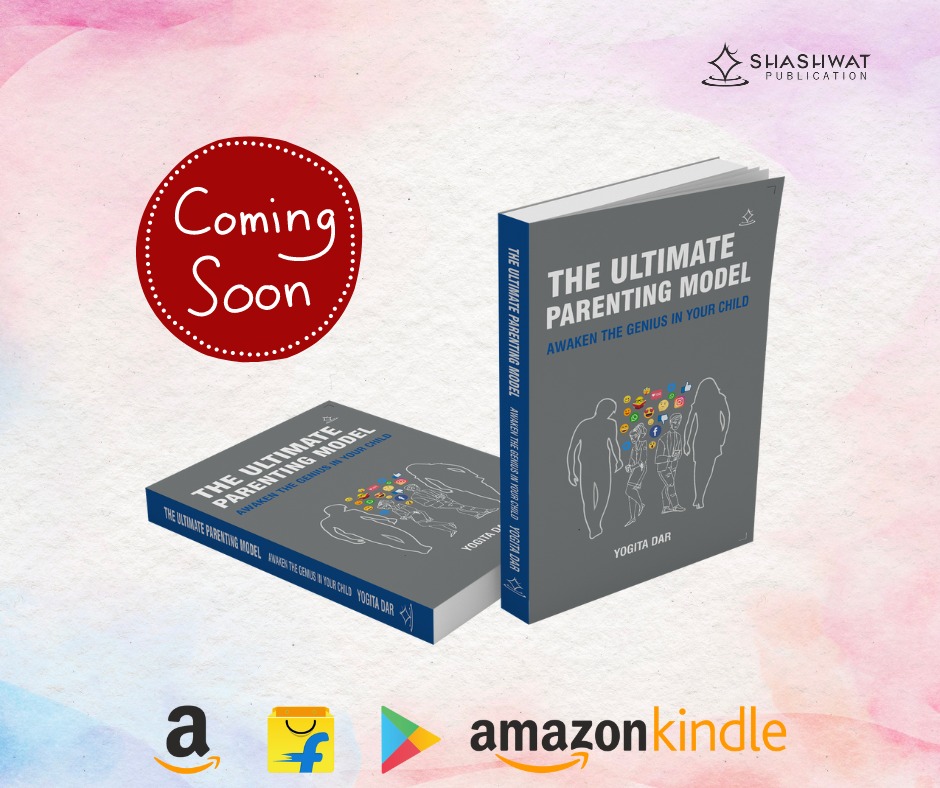 SHASHWAT
PUBLICATION
Coming
Soon
THE ULTIMATE
PARENTING MODEL
AWAKEN THE GENIUS IN YOUR CHILD
YOGITA DAR
THE ULTIMATE PARENTING MODEL AWAKEN THE GENIUS IN YOUR CHILD YOGITA DAR
THE ULTIMATE
PARENTING MODEL
AWAKEN THE GENIUS IN YOUR CHILD
YOGITA DA
THE ULTIMATE PARENTING MODEL AWAKEN THE GENIUS IN YOUR CHILD YOGITA DAR
a
f
amazonkindle